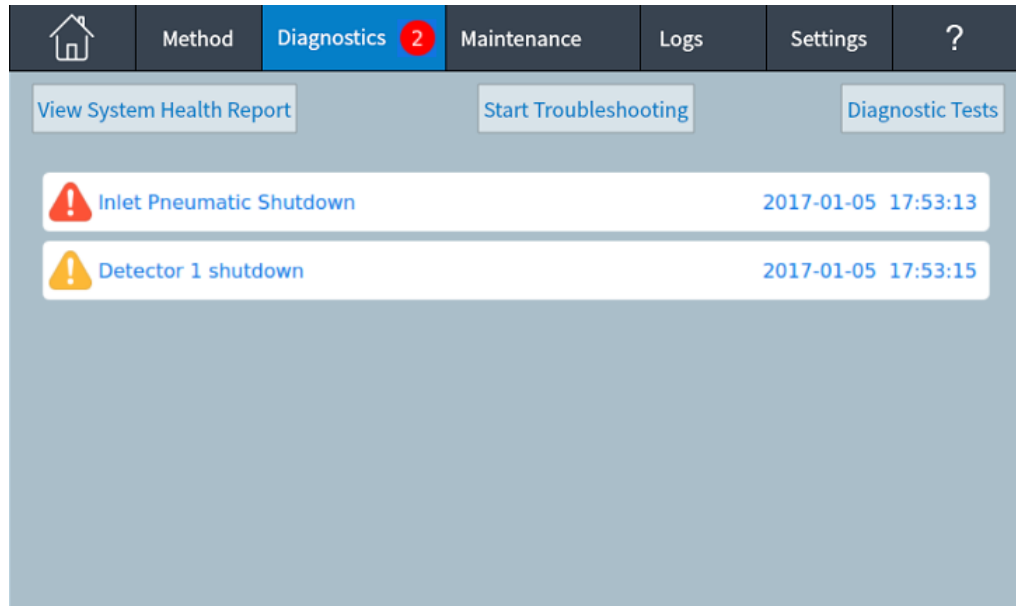 Method Diagnostics 2 Maintenance Logs Settings ?
View System Health Report Start Troubleshooting Diagnostic Tests
Inlet Pneumatic Shutdown 2017-01-05 17:53:13
Detector 1 shutdown 2017-01-05 17:53:15